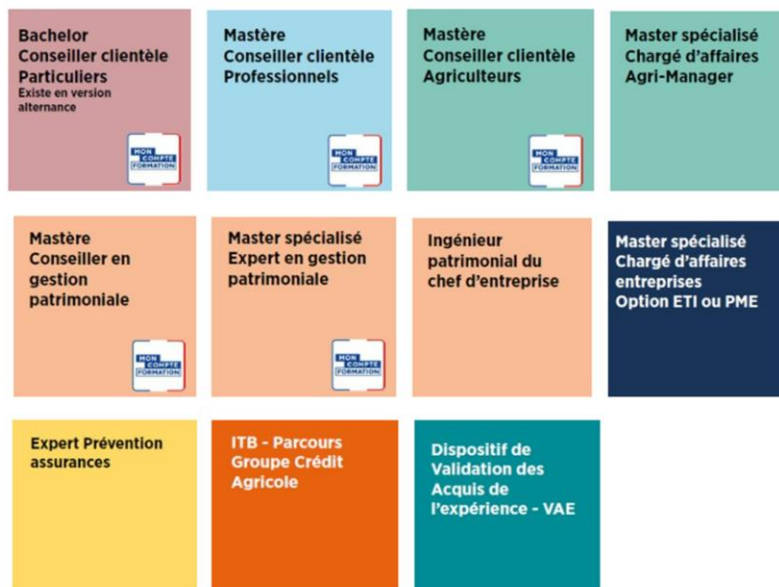 Bachelor
Conseiller clientèle
Particuliers
Existe en version
alternance
MON
COMPTE
FORMATION
Mastère
Conseiller clientèle
Professionnels
MON
COMPTE
FORMATION
Mastère
Conseiller clientèle
Agriculteurs
MON
COMPTE
FORMATION
Master spécialisé
Chargé d'affaires
Agri-Manager
Mastère
Conseiller en
gestion
patrimoniale
MON
COMPTE
FORMATION
Master spécialisé
Expert en gestion
patrimoniale
MON
COMPTE
FORMATION
Ingénieur
patrimonial du
chef d'entreprise
Master spécialisé
Chargé d'affaires
entreprises
Option ETI ou PME
Expert Prévention
assurances
ITB - Parcours
Groupe Crédit
Agricole
Dispositif de
Validation des
Acquis de
l'expérience - VAE